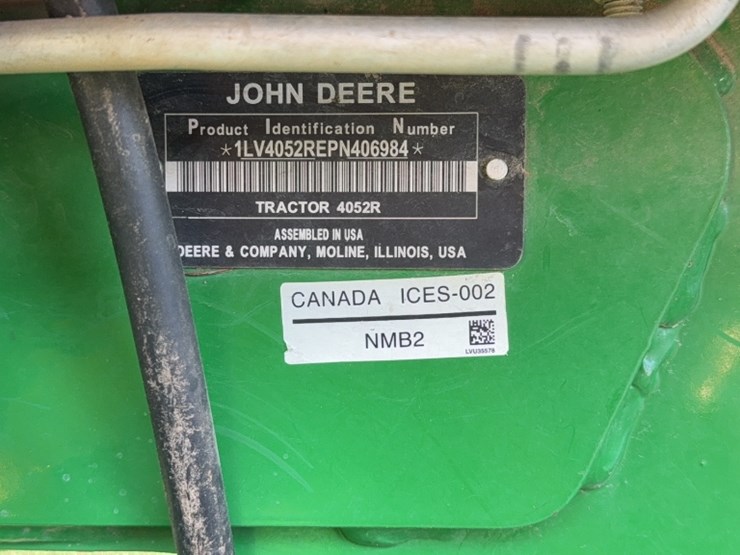 JOHN DEERE
Product Identification Number
*1LV4052REPN406984*
TRACTOR 4052R
ASSEMBLED IN USA
DEERE & COMPANY, MOLINE, ILLINOIS, USA
CANADA ICES-002
NMB2
LVU35579